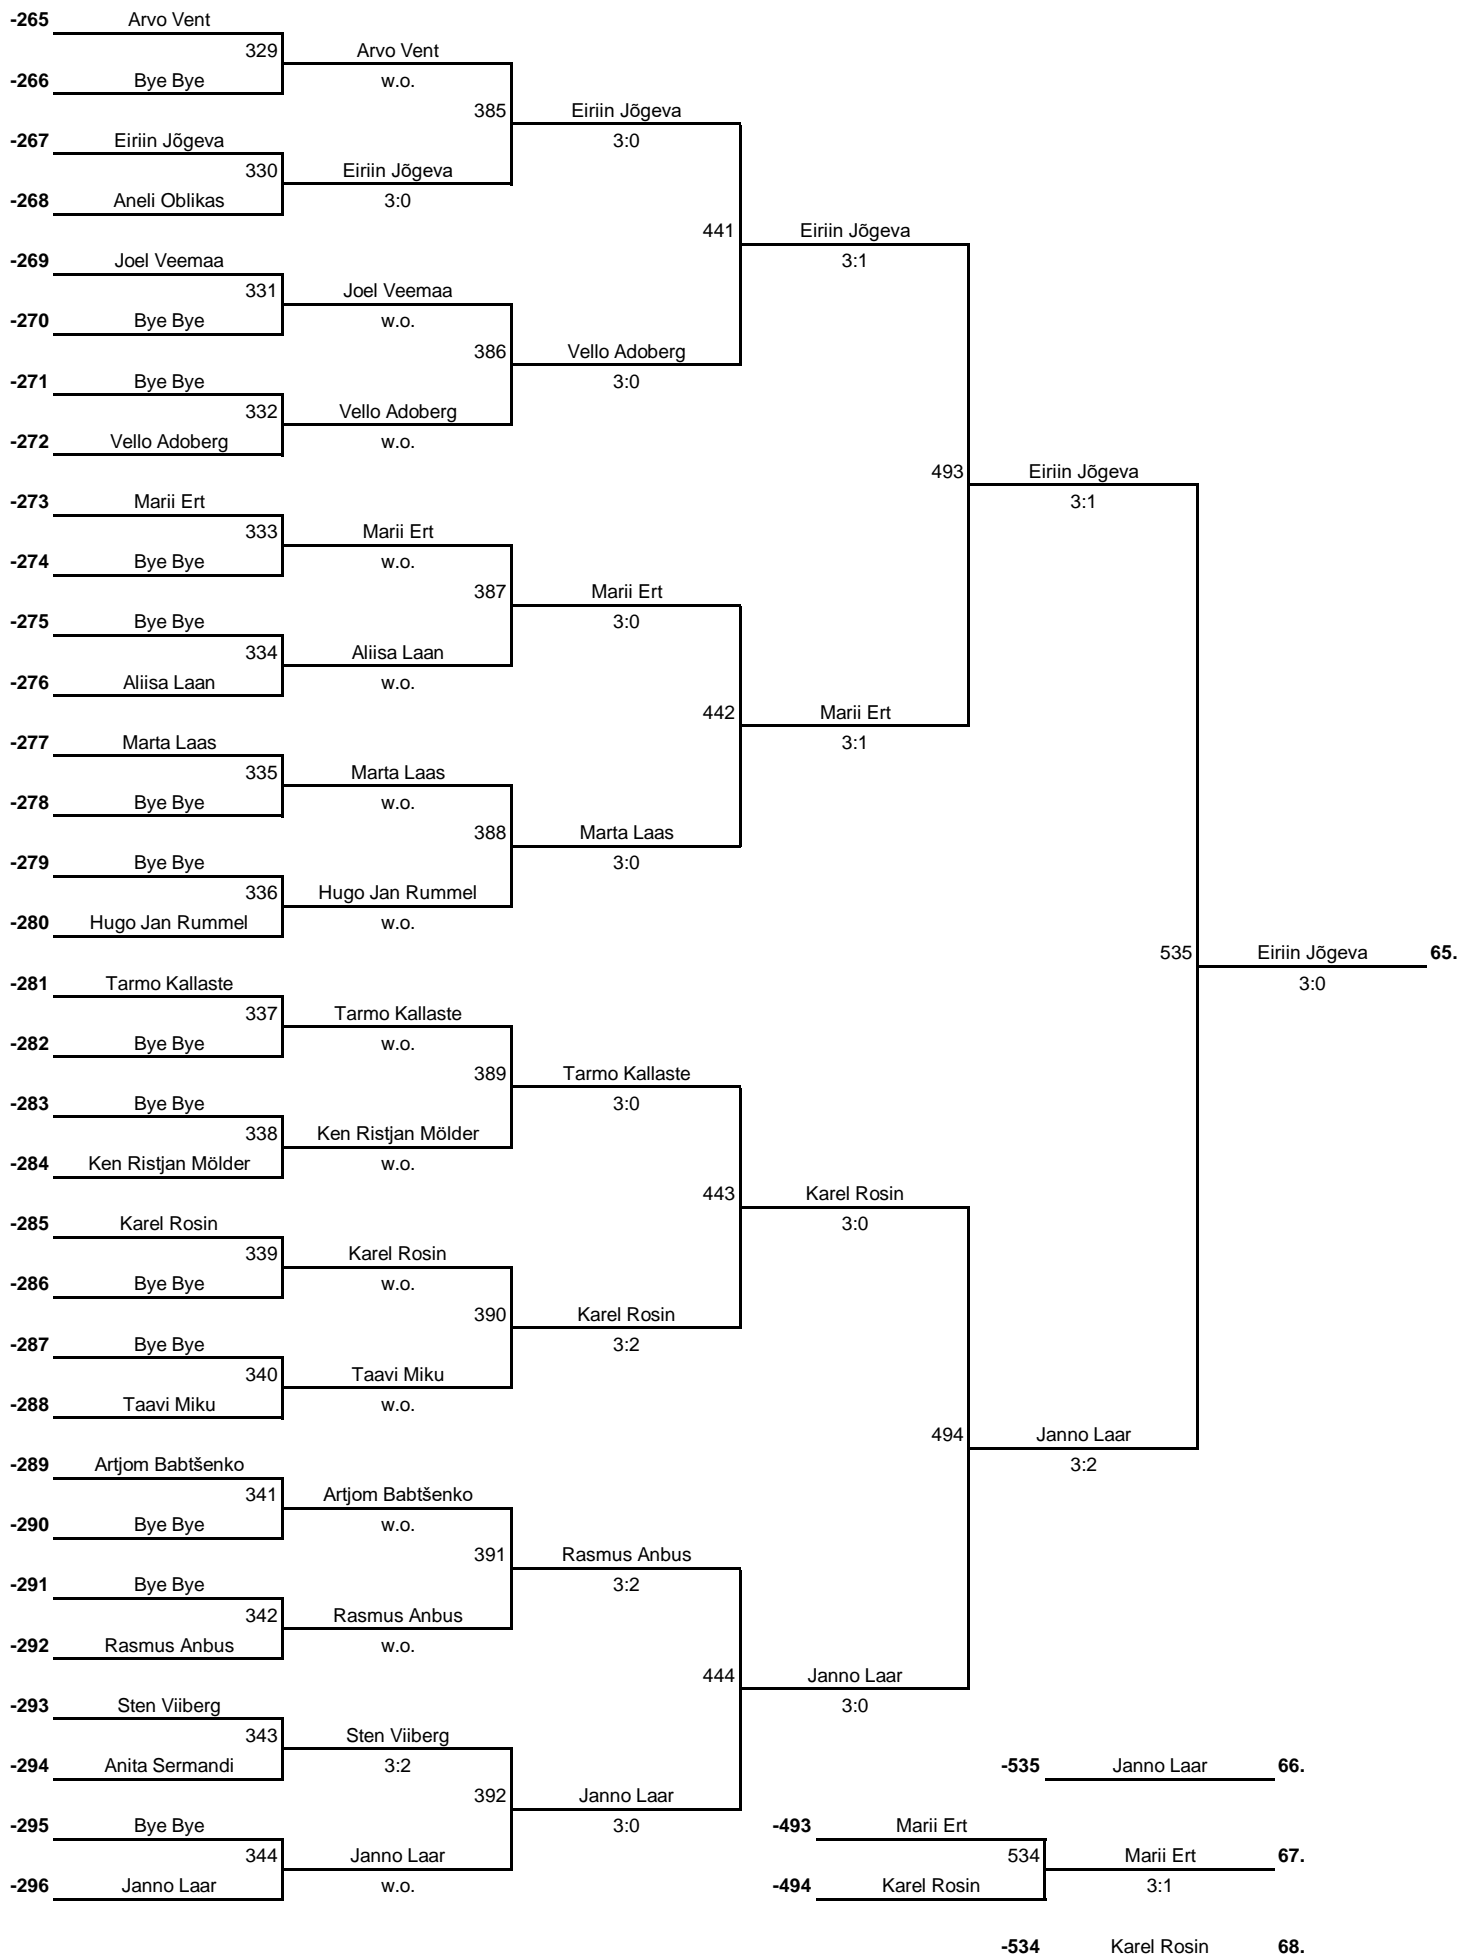 -265 Arvo Vent
329 Arvo Vent
-266 Bye Bye w.o.
385 Eiriin Jõgeva
-267 Eiriin Jõgeva 3:0
330 Eiriin Jõgeva
-268 Aneli Oblikas 3:0
441 Eiriin Jõgeva
-269 Joel Veemaa 3:1
331 Joel Veemaa
-270 Bye Bye w.o.
386 Vello Adoberg
-271 Bye Bye 3:0
332 Vello Adoberg
-272 Vello Adoberg w.o.
493 Eiriin Jõgeva
-273 Marii Ert 3:1
333 Marii Ert
-274 Bye Bye w.o.
387 Marii Ert
-275 Bye Bye 3:0
334 Aliisa Laan
-276 Aliisa Laan w.o.
442 Marii Ert
-277 Marta Laas 3:1
335 Marta Laas
-278 Bye Bye w.o.
388 Marta Laas
-279 Bye Bye 3:0
336 Hugo Jan Rummel
-280 Hugo Jan Rummel w.o.
535 Eiriin Jõgeva 65.
-281 Tarmo Kallaste 3:0
337 Tarmo Kallaste
-282 Bye Bye w.o.
389 Tarmo Kallaste
-283 Bye Bye 3:0
338 Ken Ristjan Mölder
-284 Ken Ristjan Mölder w.o.
443 Karel Rosin
-285 Karel Rosin 3:0
339 Karel Rosin
-286 Bye Bye w.o.
390 Karel Rosin
-287 Bye Bye 3:2
340 Taavi Miku
-288 Taavi Miku w.o.
494 Janno Laar
-289 Artjom Babtšenko 3:2
341 Artjom Babtšenko
-290 Bye Bye w.o.
391 Rasmus Anbus
-291 Bye Bye 3:2
342 Rasmus Anbus
-292 Rasmus Anbus w.o.
444 Janno Laar
-293 Sten Viiberg 3:0
343 Sten Viiberg
-294 Anita Sermandi 3:2 -535 Janno Laar 66.
392 Janno Laar
-295 Bye Bye 3:0 -493 Marii Ert
344 Janno Laar 534 Marii Ert 67.
-296 Janno Laar w.o. -494 Karel Rosin 3:1
-534 Karel Rosin 68.